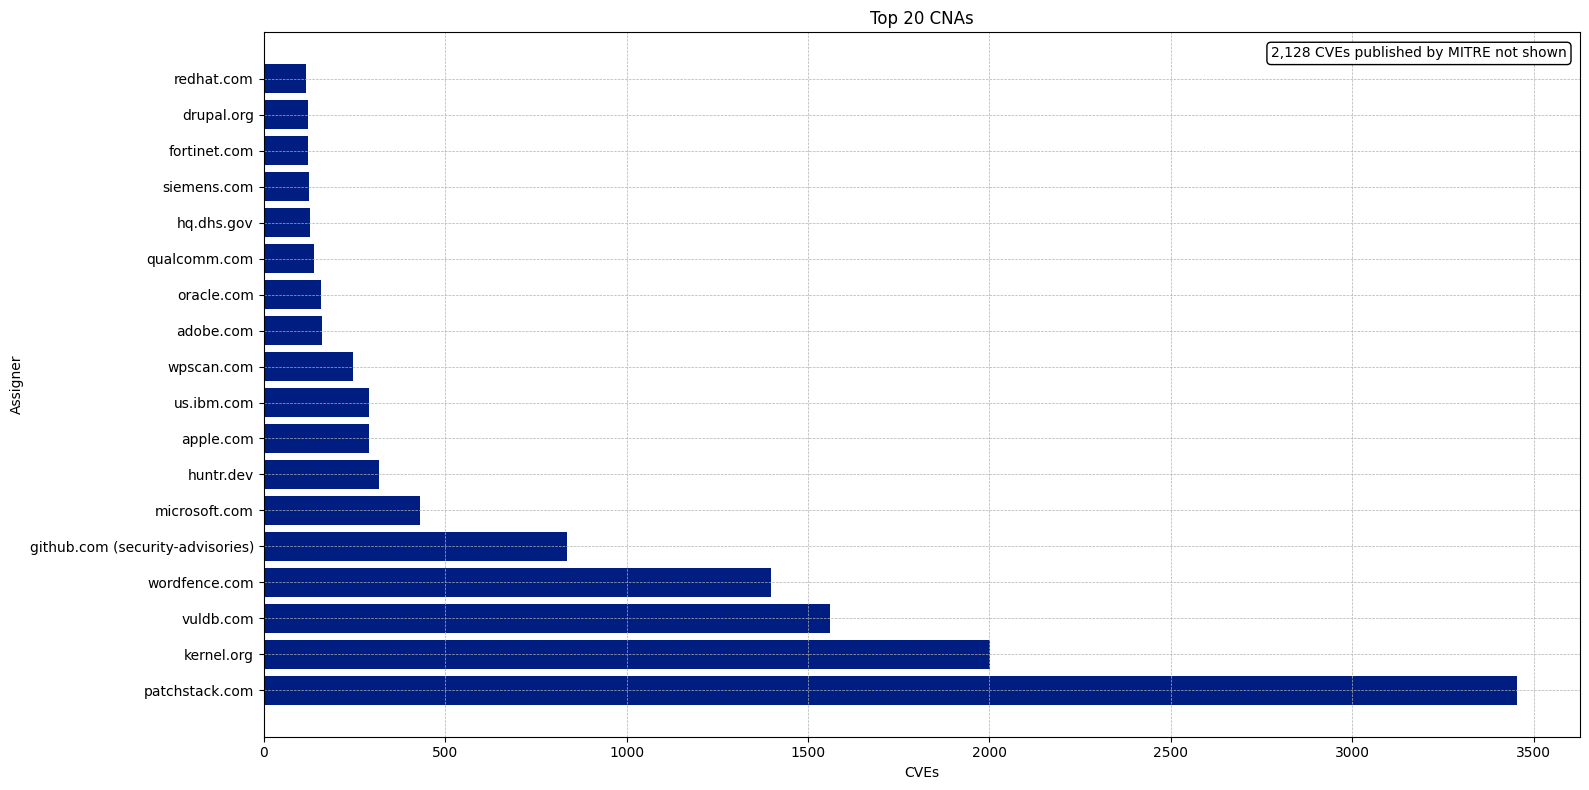 Top 20 CNAs
2,128 CVEs published by MITRE not shown
Assigner
redhat.com
drupal.org
fortinet.com
siemens.com
hq.dhs.gov
qualcomm.com
oracle.com
adobe.com
wpscan.com
us.ibm.com
apple.com
huntr.dev
microsoft.com
github.com (security-advisories)
wordfence.com
vuldb.com
kernel.org
patchstack.com
0 500 1000 1500 2000 2500 3000 3500
CVEs